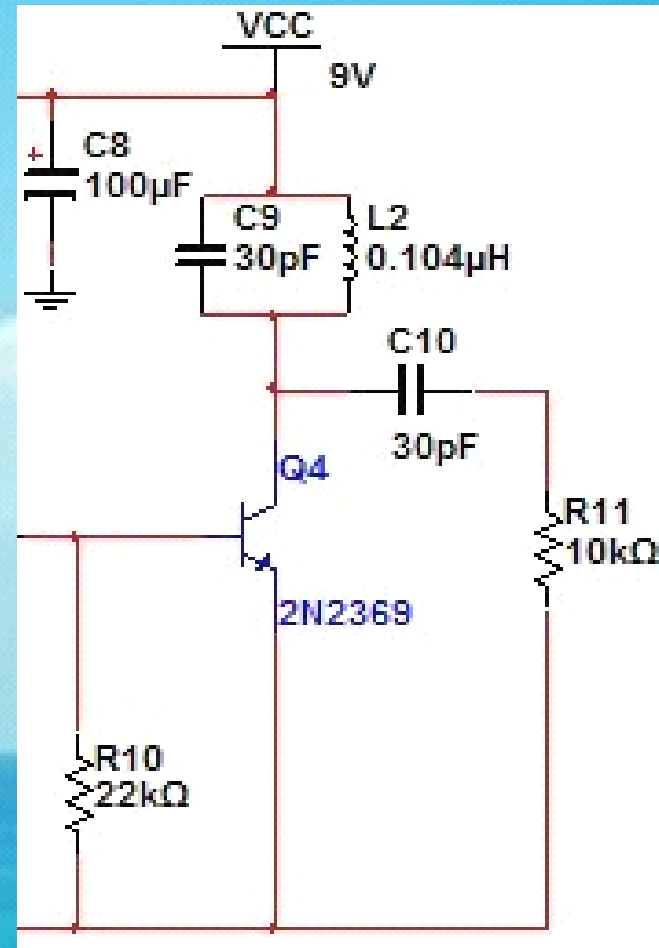 VCC
9V
+
C8
100µF
C9
30pF
L2
0.104µH
C10
30pF
Q4
R11
10kΩ
2N2369
R10
22kΩ